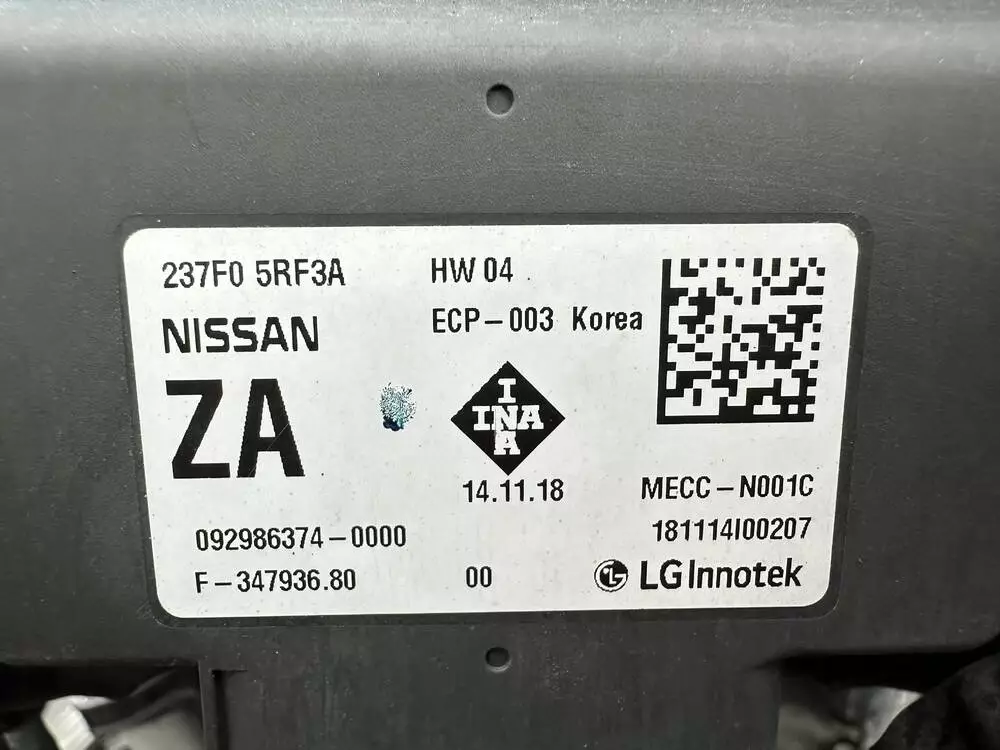 237F0 5RF3A
HW 04
NISSAN
ECP-003 Korea
ZA
INA
INA
14.11.18
MECC-N001C
092986374-0000
181114I00207
F-347936.80
00
LG Innotek